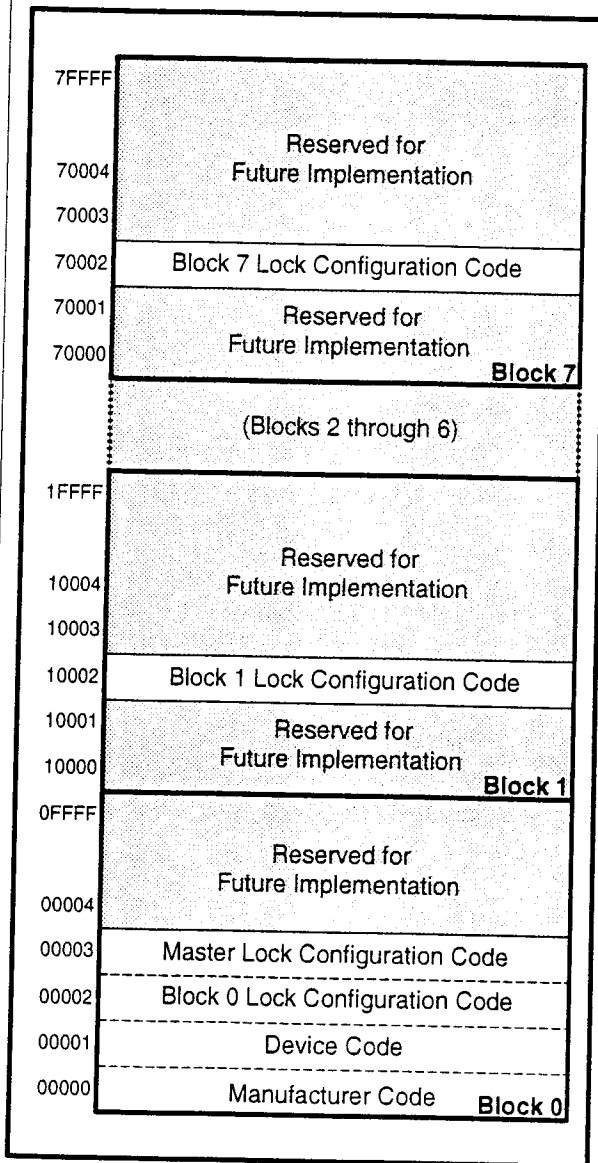 7FFFF
Reserved for
70004 Future Implementation
70003
70002 Block 7 Lock Configuration Code
70001 Reserved for
70000 Future Implementation
Block 7
(Blocks 2 through 6)
1FFFF
Reserved for
10004 Future Implementation
10003
10002 Block 1 Lock Configuration Code
10001 Reserved for
10000 Future Implementation
Block 1
0FFFF
Reserved for
Future Implementation
00004
00003 Master Lock Configuration Code
00002 Block 0 Lock Configuration Code
00001 Device Code
00000 Manufacturer Code Block 0